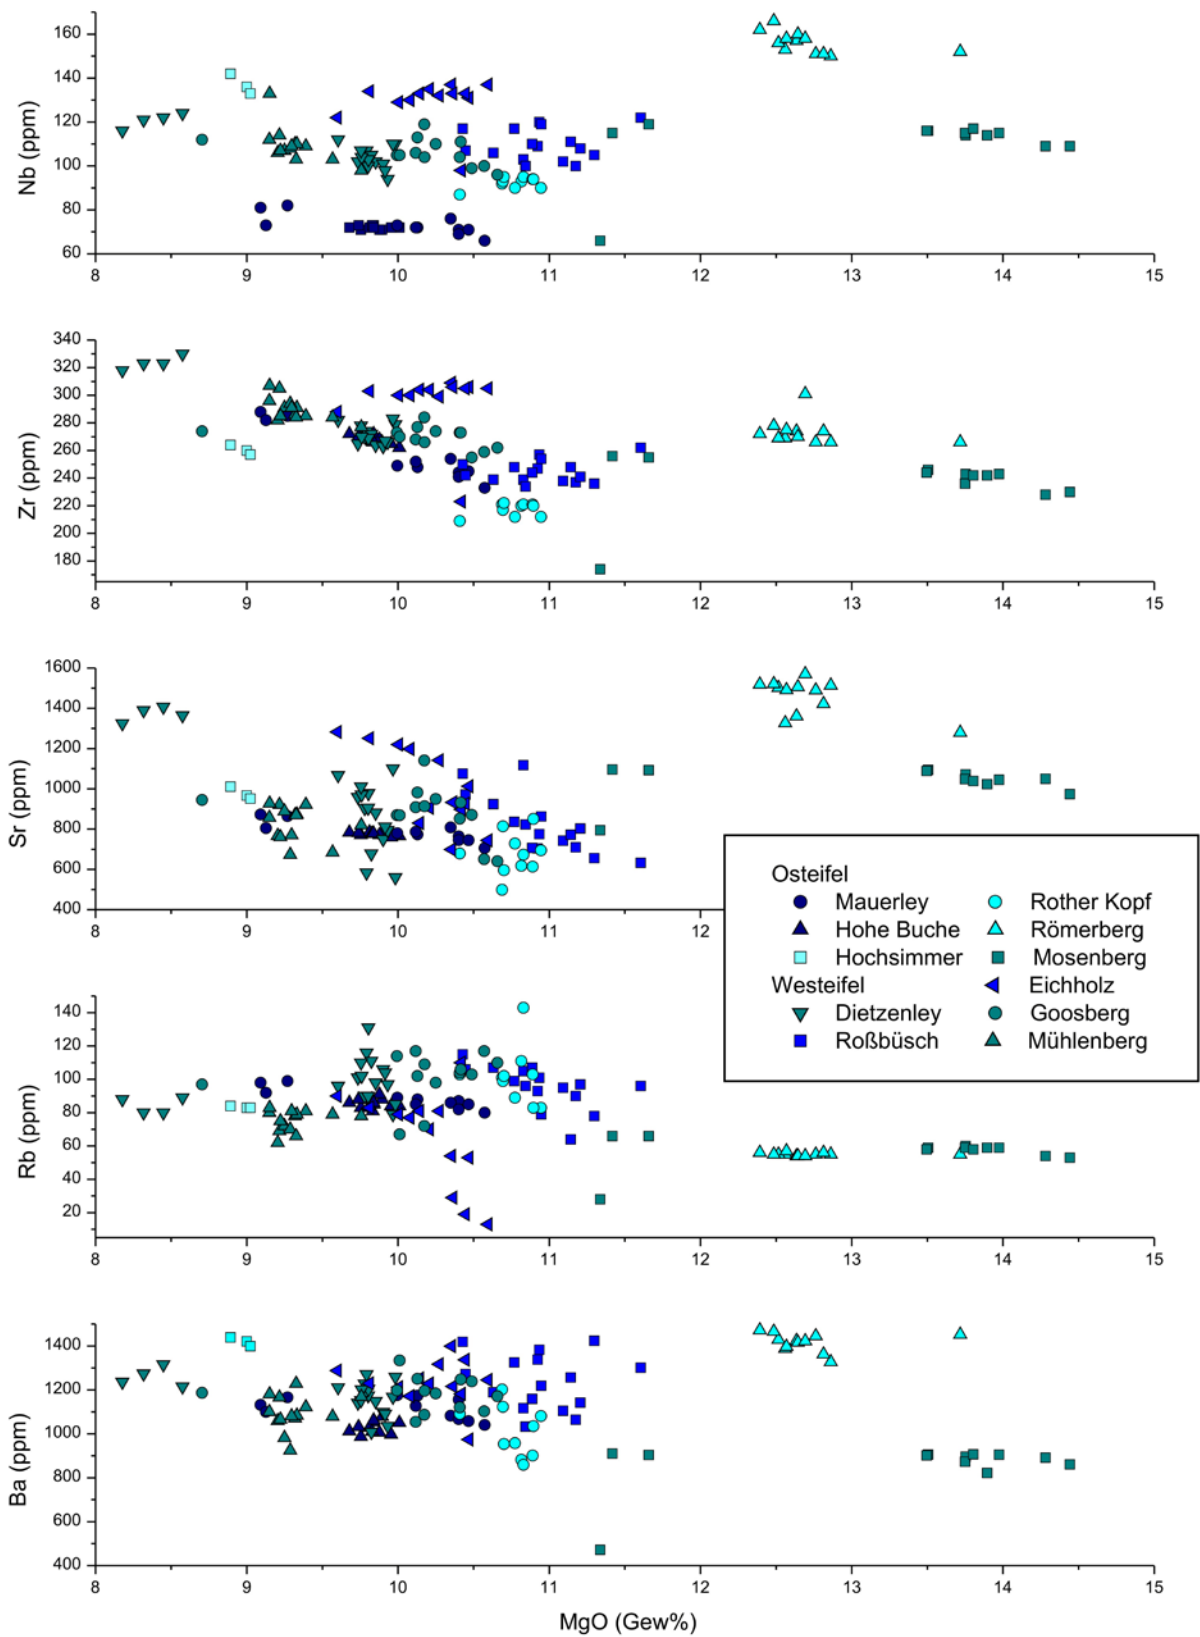 160
140
120
100
80
60
Nb (ppm)
8 9 10 11 12 13 14 15
340
320
300
280
260
240
220
200
180
Zr (ppm)
8 9 10 11 12 13 14 15
1600
1400
1200
1000
800
600
400
Sr (ppm)
8 9 10 11 12
Osteifel
Mauerley Rother Kopf
Hohe Buche Römerberg
Hochsimmer Mosenberg
Westeifel Eichholz
Dietzenley Goosberg
Roßbüsch Mühlenberg
140
120
100
80
60
40
20
Rb (ppm)
8 9 10 11 12 13 14 15
1400
1200
1000
800
600
400
Ba (ppm)
8 9 10 11 12 13 14 15
MgO (Gew%)